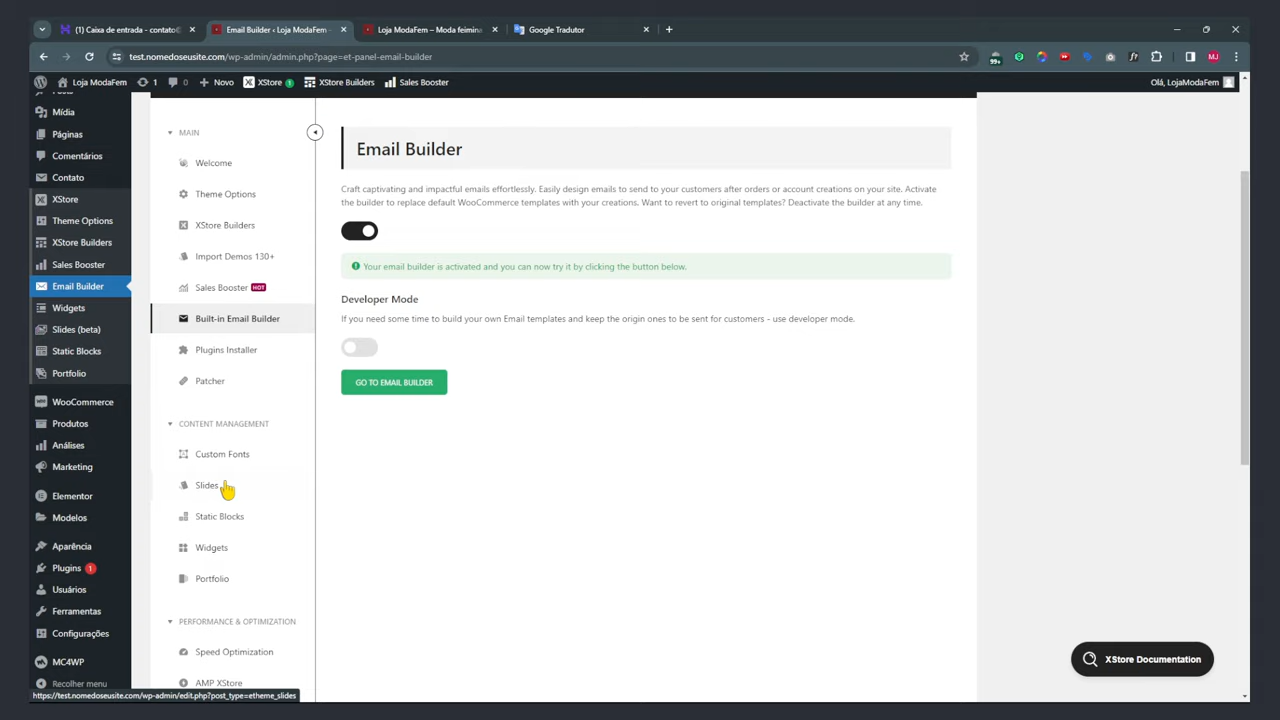 (1) Caixa de entrada - contato©
Email Builder ‹ Loja ModaFem -
Loja ModaFem – Moda feiminina
Google Tradutor
test.nomedoseusite.com/wp-admin/admin.php?page=et-panel-email-builder
99+
MJ
Loja ModaFem
1
0
Novo
XStore
1
XStore Builders
Sales Booster
Olá, LojaModaFem
Mídia
Páginas
Comentários
Contato
XStore
Theme Options
XStore Builders
Sales Booster
Email Builder
Widgets
Slides (beta)
Static Blocks
Portfolio
WooCommerce
Produtos
Análises
Marketing
Elementor
Modelos
Aparência
Plugins 1
Usuários
Ferramentas
Configurações
MC4WP
Recolher menu
MAIN
Welcome
Theme Options
XStore Builders
Import Demos 130+
Sales Booster HOT
Built-in Email Builder
Plugins Installer
Patcher
CONTENT MANAGEMENT
Custom Fonts
Slides
Static Blocks
Widgets
Portfolio
PERFORMANCE & OPTIMIZATION
Speed Optimization
AMP XStore
Email Builder
Craft captivating and impactful emails effortlessly. Easily design emails to send to your customers after orders or account creations on your site. Activate
the builder to replace default WooCommerce templates with your creations. Want to revert to original templates? Deactivate the builder at any time.
Your email builder is activated and you can now try it by clicking the button below.
Developer Mode
If you need some time to build your own Email templates and keep the origin ones to be sent for customers - use developer mode.
GO TO EMAIL BUILDER
XStore Documentation
https://test.nomedoseusite.com/wp-admin/edit.php?post_type=etheme_slides